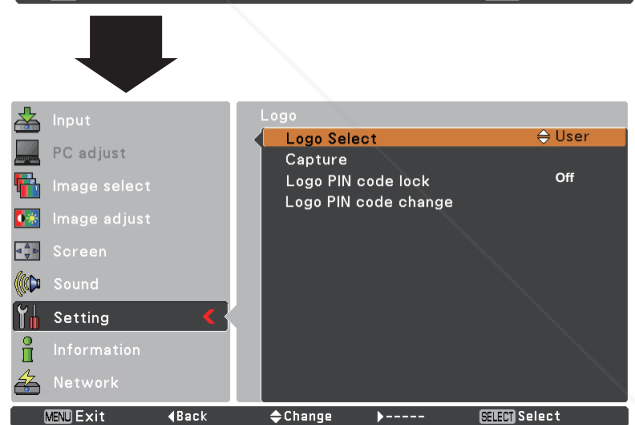 Input
PC adjust
Image select
Image adjust
Screen
Sound
Setting
Information
Network
Logo
Logo Select User
Capture
Logo PIN code lock Off
Logo PIN code change
MENU Exit Back Change ----- SELECT Select